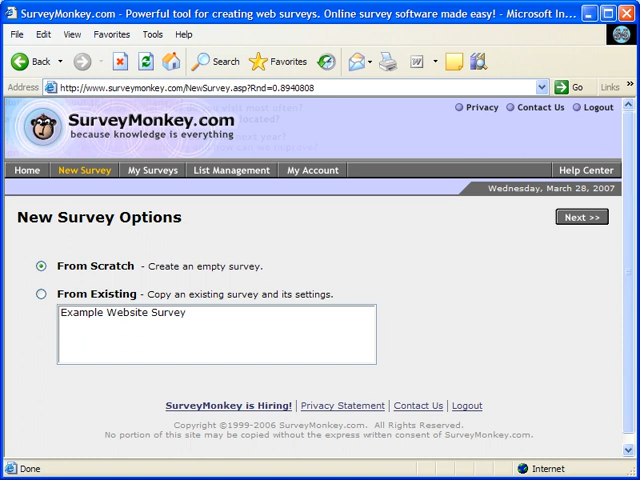 SurveyMonkey.com - Powerful tool for creating web surveys. Online survey software made easy! - Microsoft In...
File Edit View Favorites Tools Help
Back Search Favorites
Address http://www.surveymonkey.com/NewSurvey.asp?Rnd=0.8940808 Go Links »
Privacy Contact Us Logout
SurveyMonkey.com
because knowledge is everything
Home New Survey My Surveys List Management My Account Help Center
Wednesday, March 28, 2007
New Survey Options
Next >>
From Scratch - Create an empty survey.
From Existing - Copy an existing survey and its settings.
Example Website Survey
SurveyMonkey is Hiring! | Privacy Statement | Contact Us | Logout
Copyright ©1999-2006 SurveyMonkey.com. All Rights Reserved.
No portion of this site may be copied without the express written consent of SurveyMonkey.com.
Done Internet